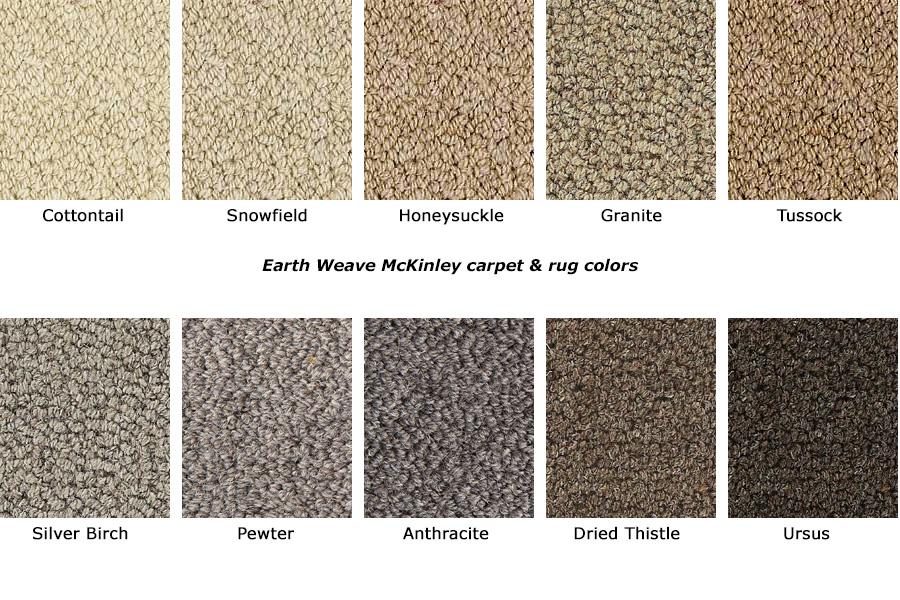 Cottontail Snowfield Honeysuckle Granite Tussock
Earth Weave McKinley carpet & rug colors
Silver Birch Pewter Anthracite Dried Thistle Ursus